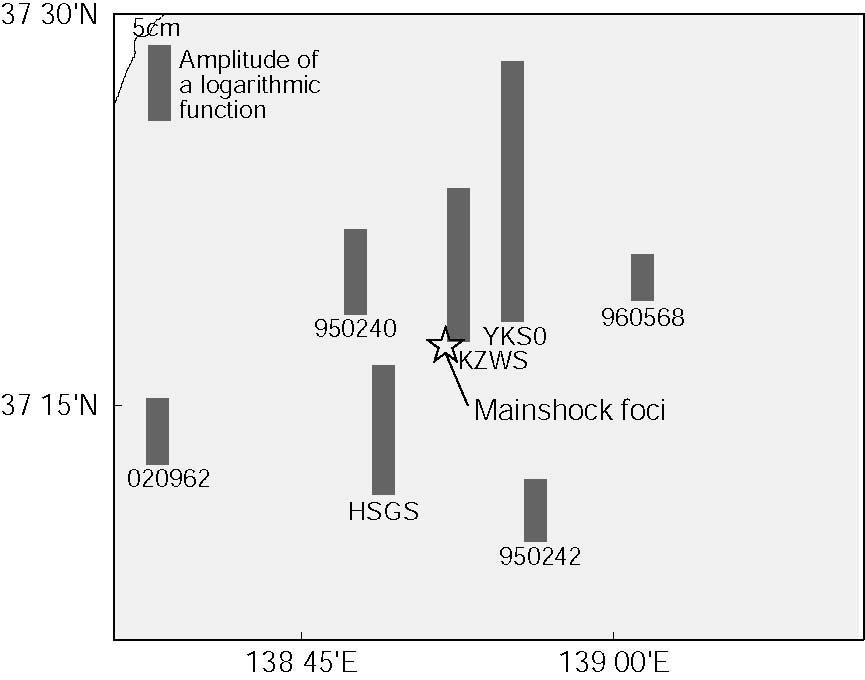 37 30'N
5cm
Amplitude of
a logarithmic
function
950240
960568
YKS0
KZWS
37 15'N
Mainshock foci
020962
HSGS
950242
138 45'E
139 00'E